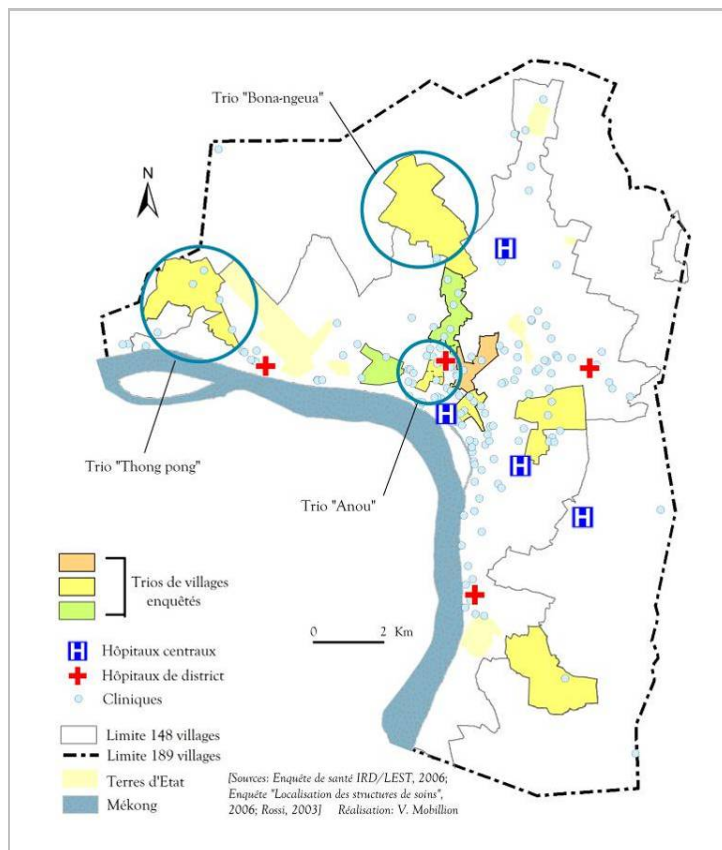 Trio "Bona-ngeua"
N
H
H
Trio "Thong pong"
H
Trio "Anou"
H
Trios de villages
enquêtés
0 2 Km
H Hôpitaux centraux
Hôpitaux de district
Cliniques
Limite 148 villages
Limite 189 villages
Terres d'Etat
Mékong
[Sources: Enquête de santé IRD/LEST, 2006;
Enquête "Localisation des structures de soins",
2006; Rossi, 2003] Réalisation: V. Mobillion